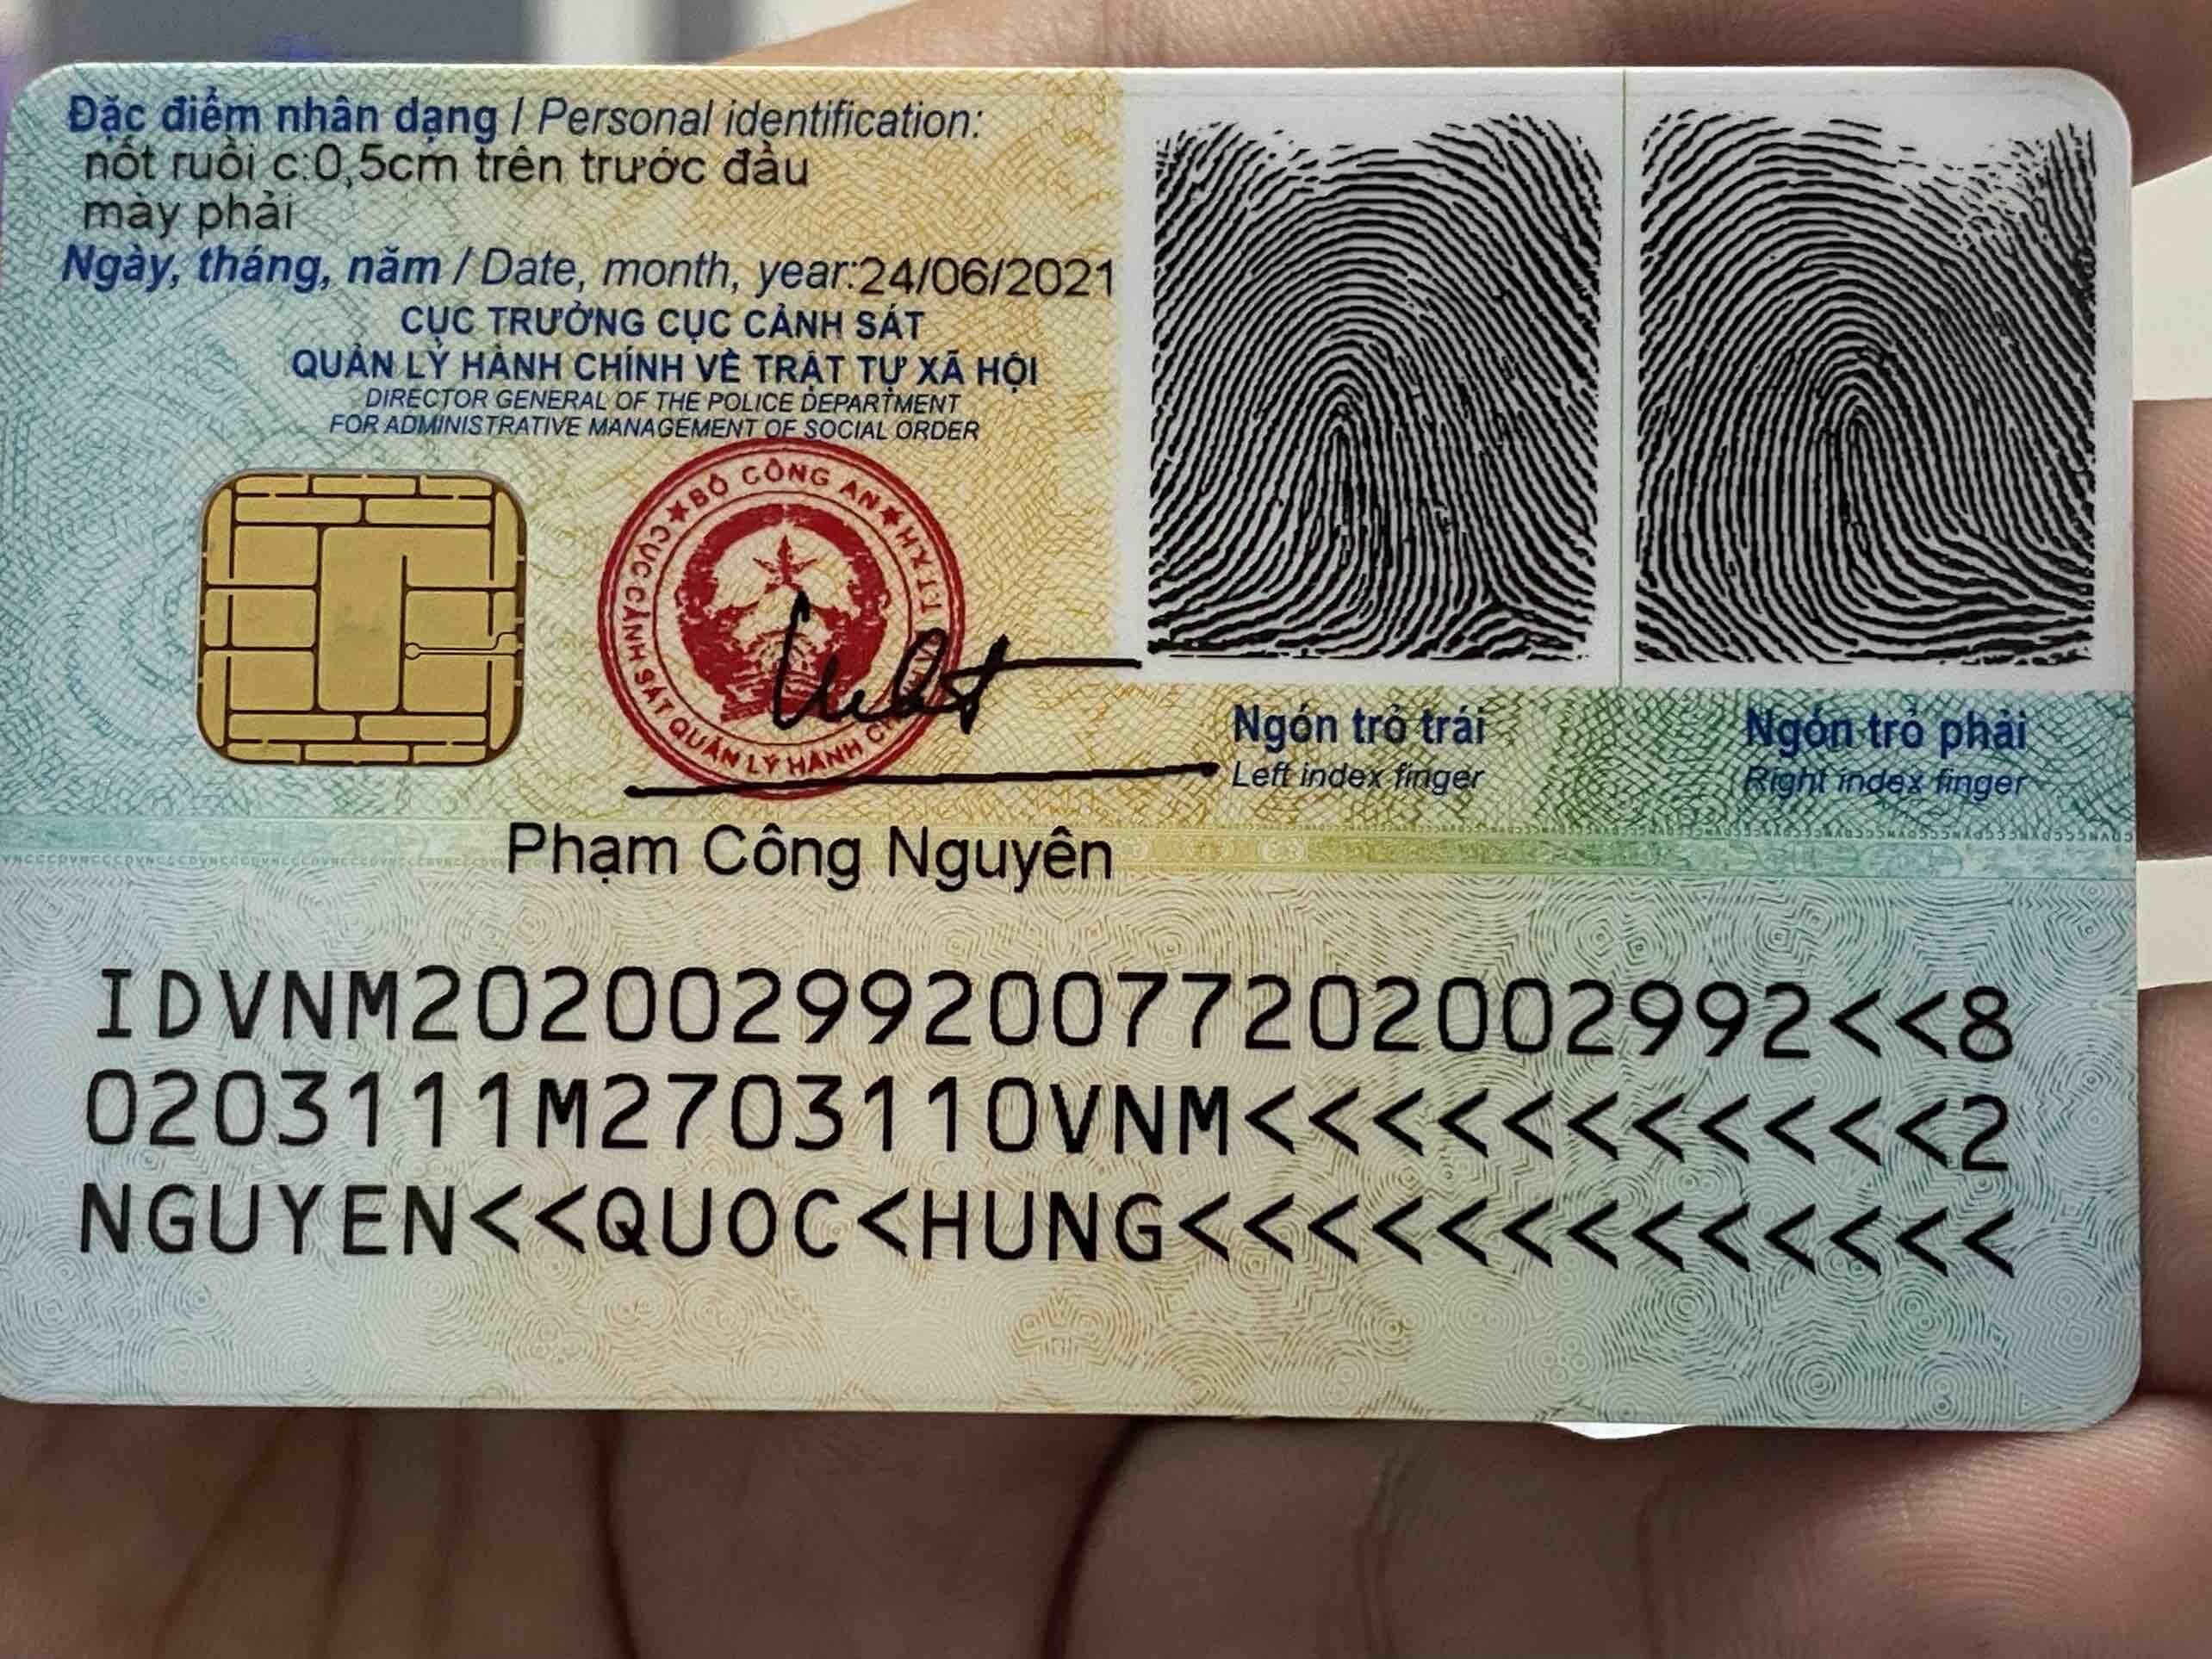 Đặc điểm nhân dạng / Personal identification:
nốt ruồi c:0,5cm trên trước đầu
mày phải
Ngày, tháng, năm / Date, month, year:24/06/2021
CỤC TRƯỞNG CỤC CẢNH SÁT
QUẢN LÝ HÀNH CHÍNH VỀ TRẬT TỰ XÃ HỘI
DIRECTOR GENERAL OF THE POLICE DEPARTMENT
FOR ADMINISTRATIVE MANAGEMENT OF SOCIAL ORDER
BỘ CÔNG AN
CỤC CẢNH SÁT QUẢN LÝ HÀNH
Ngón trỏ trái
Left index finger
Ngón trỏ phải
Right index finger
Phạm Công Nguyên
IDVNM2020029920077202002992<<8
0203111M2703110VNM<<<<<<<<<<<2
NGUYEN<<QUOC<HUNG<<<<<<<<<<<<<